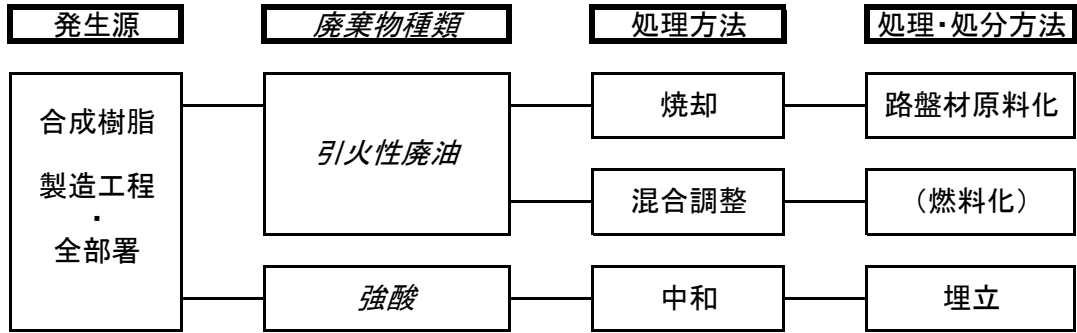 発生源
廃棄物種類
処理方法
処理・処分方法
合成樹脂
製造工程
・
全部署
引火性廃油
焼却
路盤材原料化
混合調整
（燃料化）
強酸
中和
埋立